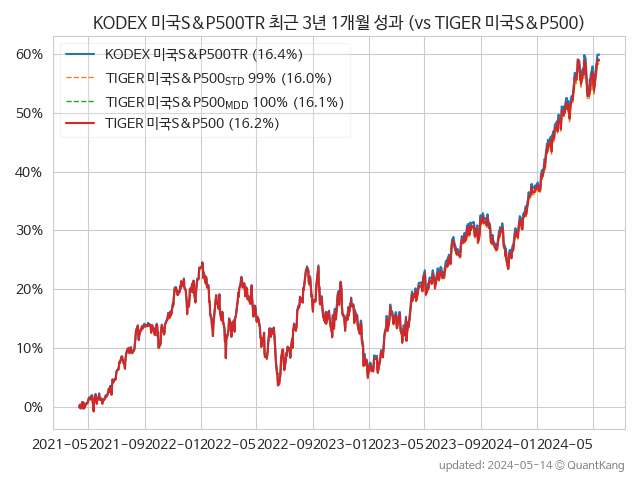 KODEX 미국S&P500TR 최근 3년 1개월 성과 (vs TIGER 미국S&P500)
KODEX 미국S&P500TR (16.4%)
TIGER 미국S&P500STD 99% (16.0%)
TIGER 미국S&P500MDD 100% (16.1%)
TIGER 미국S&P500 (16.2%)
60%
50%
40%
30%
20%
10%
0%
2021-05 2021-09 2022-01 2022-05 2022-09 2023-01 2023-05 2023-09 2024-01 2024-05
updated: 2024-05-14 © QuantKang